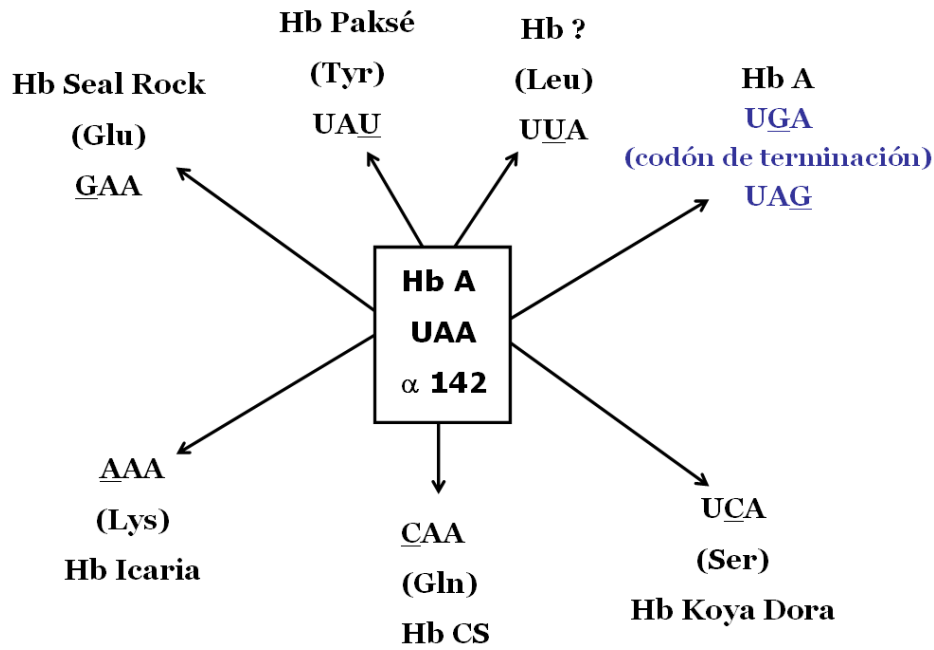 Hb Seal Rock
(Glu)
GAA
Hb Paksé
(Tyr)
UAU
Hb ?
(Leu)
UUA
Hb A
UGA
(codón de terminación)
UAG
Hb A
UAA
α 142
AAA
(Lys)
Hb Icaria
CAA
(Gln)
Hb CS
UCA
(Ser)
Hb Koya Dora